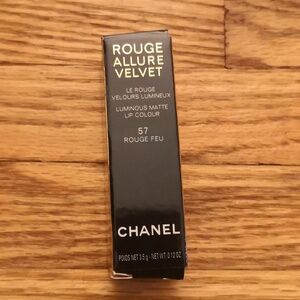 ROUGE
ALLURE
VELVET
LE ROUGE
VELOURS LUMINEUX
LUMINOUS MATTE
LIP COLOUR
57
ROUGE FEU
CHANEL
POIDS NET 3.5 g - NET WT. 0.12 OZ.